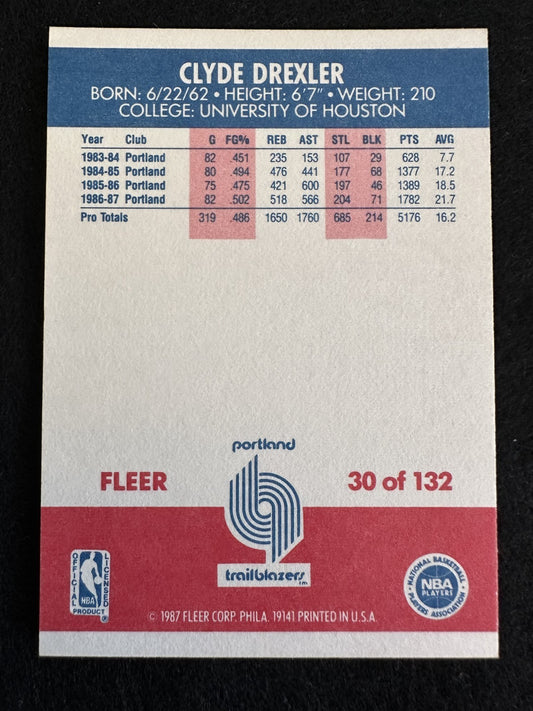 CLYDE DREXLER
BORN: 6/22/62 • HEIGHT: 6'7" • WEIGHT: 210
COLLEGE: UNIVERSITY OF HOUSTON
Year Club G FG% REB AST STL BLK PTS AVG
1983-84 Portland 82 .451 235 153 107 29 628 7.7
1984-85 Portland 80 .494 476 441 177 68 1377 17.2
1985-86 Portland 75 .475 421 600 197 46 1389 18.5
1986-87 Portland 82 .502 518 566 204 71 1782 21.7
Pro Totals 319 .486 1650 1760 685 214 5176 16.2
portland
FLEER
30 of 132
trailblazers TM
OFFICIAL LICENSED PRODUCT
NBA
®
NATIONAL BASKETBALL PLAYERS ASSOCIATION
NBA
PLAYERS
© 1987 FLEER CORP. PHILA. 19141 PRINTED IN U.S.A.